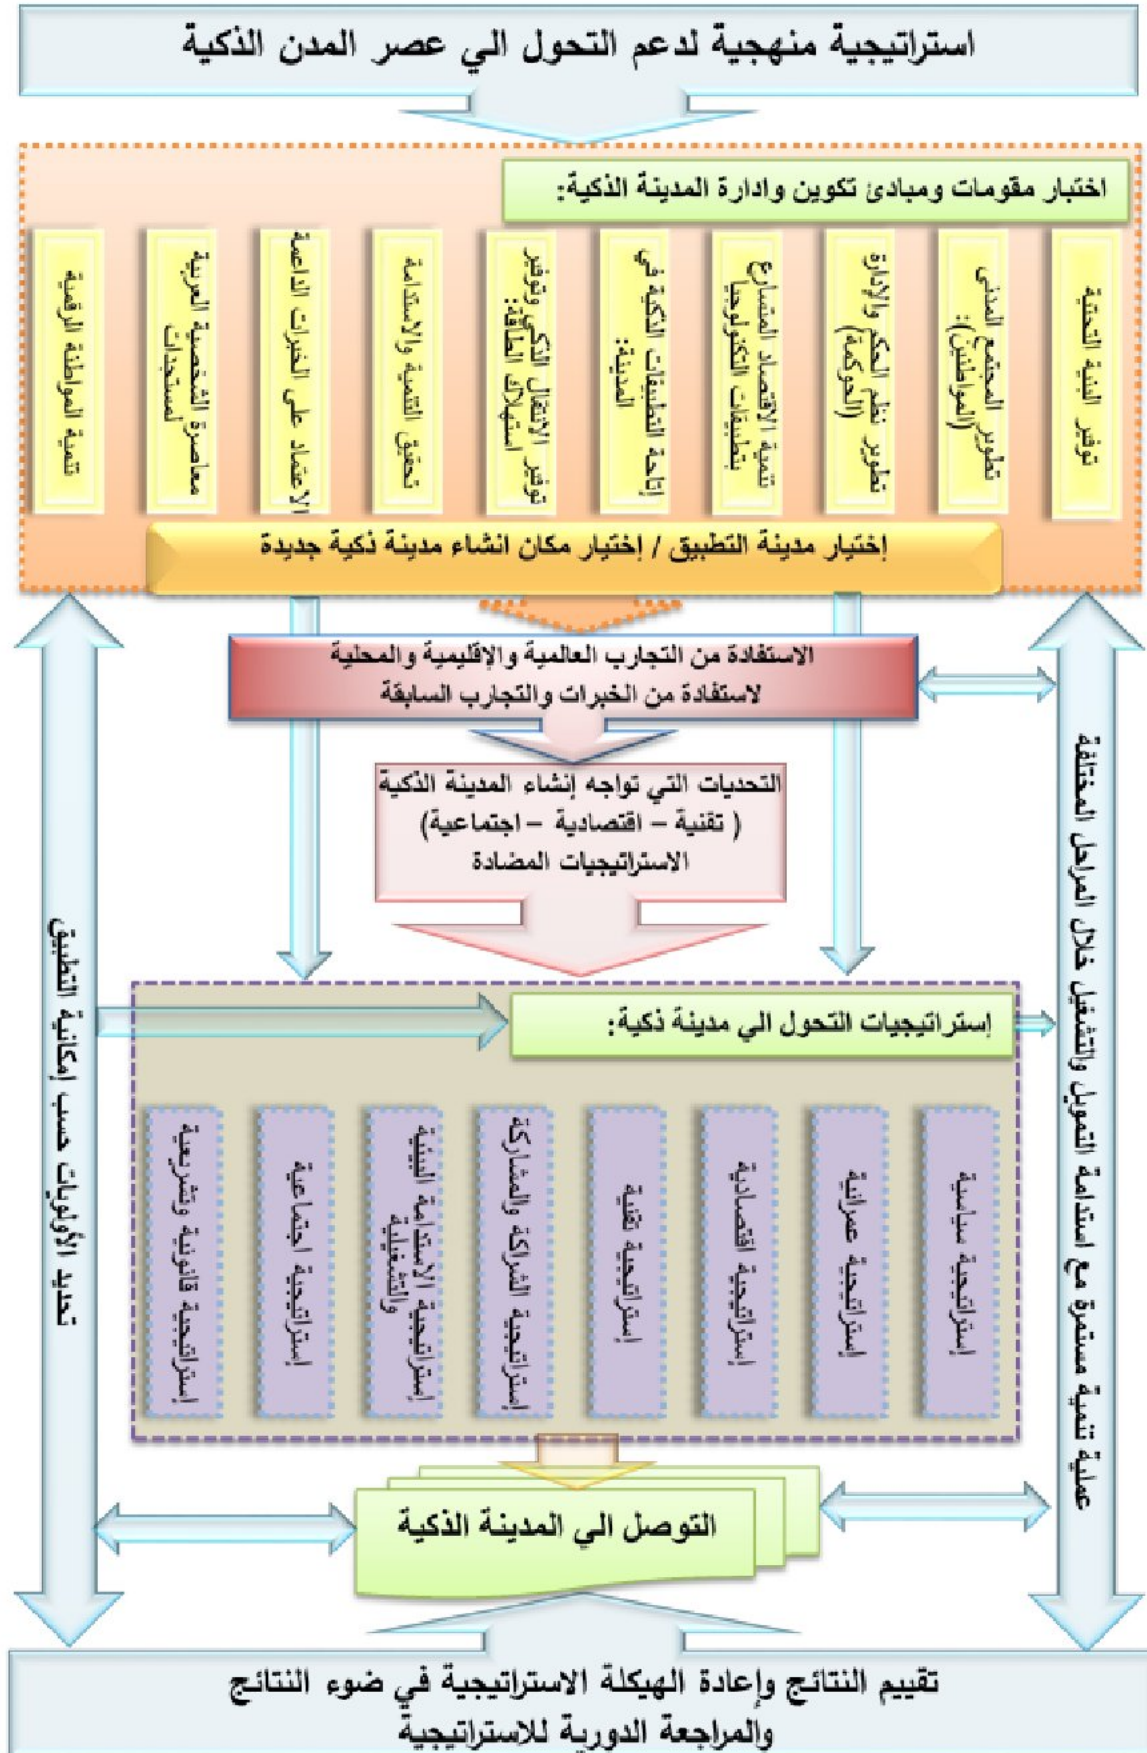 استراتيجية منهجية لدعم التحول الي عصر المدن الذكية
اختبار مقومات ومبادئ تكوين وادارة المدينة الذكية:
توفير البنية التحتية
تطوير المجتمع المدنى
(المواطنين):
تطوير نظم الحكم والإدارة
(الحوكمة)
تنمية الاقتصاد المتسارع
بتطبيقات التكنولوجيا
إتاحة التطبيقات الذكية في
المدينة:
توفير الانتقال الذكي وتوفير
استهلاك الطاقة:
تحقيق التنمية والاستدامة
الاعتماد على الخبرات الداعمة
معاصرة الشخصية العربية
لمستجدات
تنمية المواطنة الرقمية
إختيار مدينة التطبيق / إختيار مكان انشاء مدينة ذكية جديدة
الاستفادة من التجارب العالمية والإقليمية والمحلية
لاستفادة من الخبرات والتجارب السابقة
التحديات التي تواجه إنشاء المدينة الذكية
( تقنية – اقتصادية – اجتماعية)
الاستراتيجيات المضادة
عملية تنمية مستمرة مع استدامة التمويل والتشغيل خلال المراحل المختلفة
تحديد الأولويات حسب إمكانية التطبيق
إستراتيجيات التحول الي مدينة ذكية:
إستراتيجية سياسية
إستراتيجية عمرانية
إستراتيجية اقتصادية
إستراتيجية تقنية
إستراتيجية الشراكة والمشاركة
إستراتيجية الاستدامة البيئية
والتشغيلية
إستراتيجية اجتماعية
إستراتيجية قانونية وتشريعية
التوصل الي المدينة الذكية
تقييم النتائج وإعادة الهيكلة الاستراتيجية في ضوء النتائج
والمراجعة الدورية للاستراتيجية